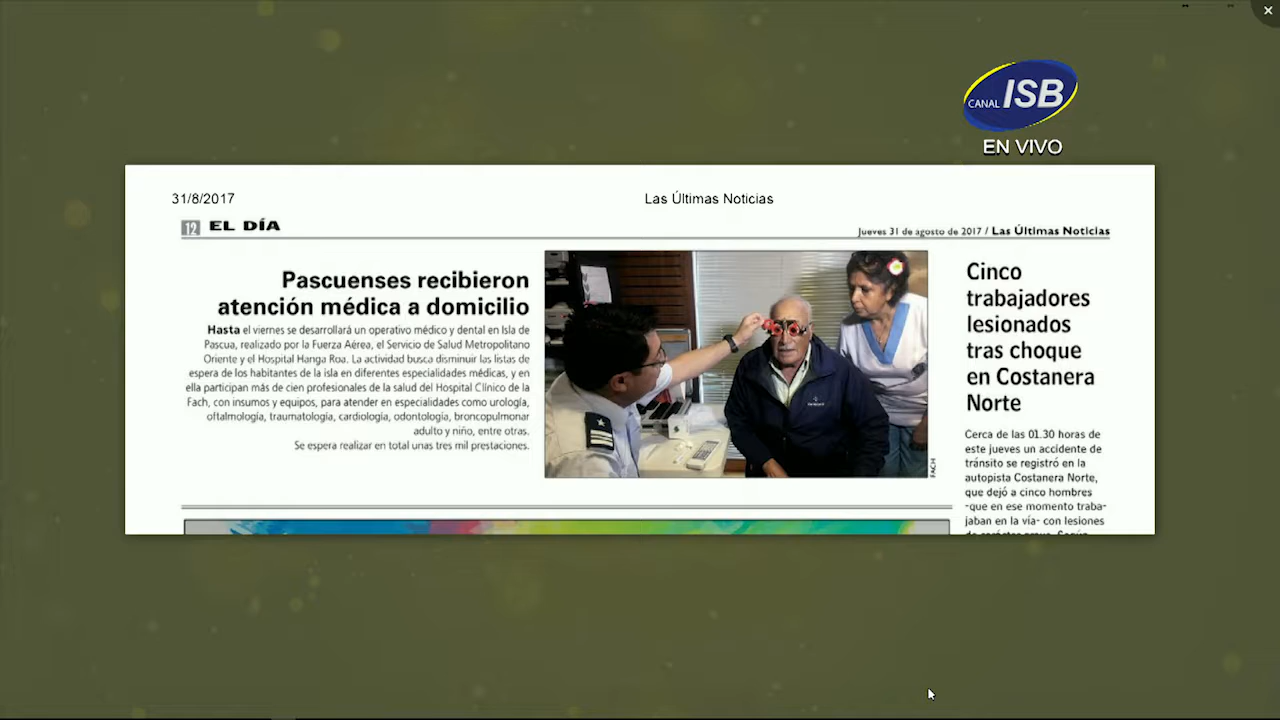 CANAL ISB
EN VIVO
31/8/2017
Las Últimas Noticias
12 EL DÍA
Jueves 31 de agosto de 2017 / Las Últimas Noticias
Pascuenses recibieron
atención médica a domicilio
Hasta el viernes se desarrollará un operativo médico y dental en Isla de
Pascua, realizado por la Fuerza Aérea, el Servicio de Salud Metropolitano
Oriente y el Hospital Hanga Roa. La actividad busca disminuir las listas de
espera de los habitantes de la isla en diferentes especialidades médicas, y en
ella participan más de cien profesionales de la salud del Hospital Clínico de la
Fach, con insumos y equipos, para atender en especialidades como urología,
oftalmología, traumatología, cardiología, odontología, broncopulmonar
adulto y niño, entre otras.
Se espera realizar en total unas tres mil prestaciones.
FACH
Cinco
trabajadores
lesionados
tras choque
en Costanera
Norte
Cerca de las 01.30 horas de
este jueves un accidente de
tránsito se registró en la
autopista Costanera Norte,
que dejó a cinco hombres
-que en ese momento traba-
jaban en la vía- con lesiones